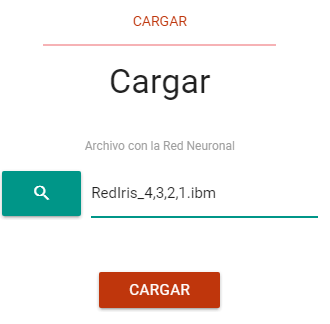 CARGAR
Cargar
Archivo con la Red Neuronal
RedIris_4,3,2,1.ibm
CARGAR